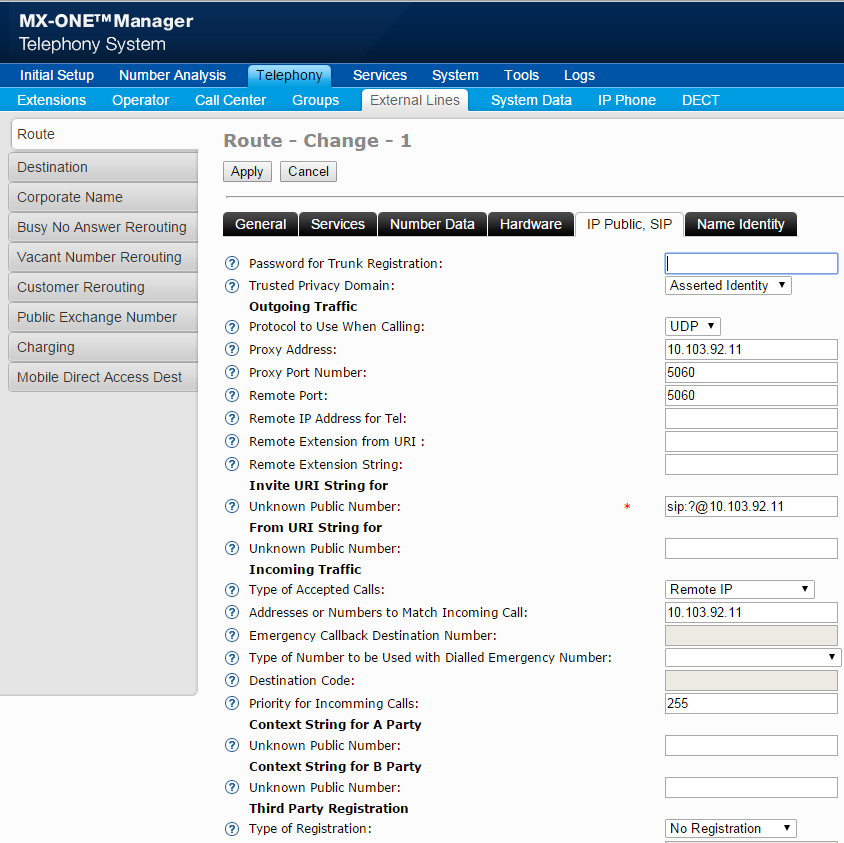 MX-ONE™Manager
Telephony System
Initial Setup Number Analysis Telephony Services System Tools Logs
Extensions Operator Call Center Groups External Lines System Data IP Phone DECT
Route
Destination
Corporate Name
Busy No Answer Rerouting
Vacant Number Rerouting
Customer Rerouting
Public Exchange Number
Charging
Mobile Direct Access Dest
Route - Change - 1
Apply Cancel
General Services Number Data Hardware IP Public, SIP Name Identity
? Password for Trunk Registration:
? Trusted Privacy Domain: Asserted Identity
Outgoing Traffic
? Protocol to Use When Calling: UDP
? Proxy Address: 10.103.92.11
? Proxy Port Number: 5060
? Remote Port: 5060
? Remote IP Address for Tel:
? Remote Extension from URI :
? Remote Extension String:
Invite URI String for
? Unknown Public Number: * sip:?@10.103.92.11
From URI String for
? Unknown Public Number:
Incoming Traffic
? Type of Accepted Calls: Remote IP
? Addresses or Numbers to Match Incoming Call: 10.103.92.11
? Emergency Callback Destination Number:
? Type of Number to be Used with Dialled Emergency Number:
? Destination Code:
? Priority for Incomming Calls: 255
Context String for A Party
? Unknown Public Number:
Context String for B Party
? Unknown Public Number:
Third Party Registration
? Type of Registration: No Registration